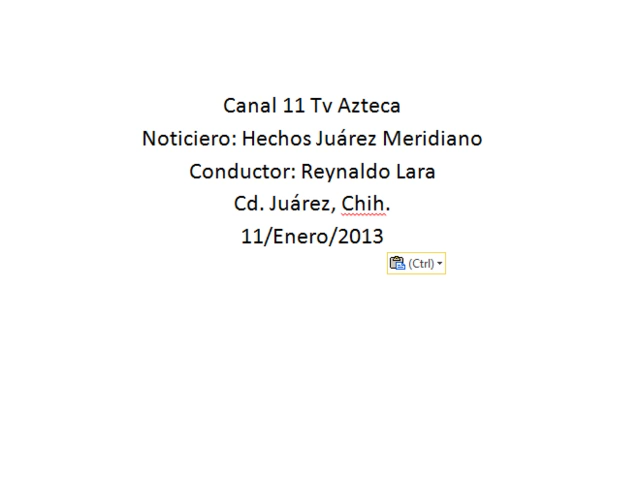 Canal 11 Tv Azteca
Noticiero: Hechos Juárez Meridiano
Conductor: Reynaldo Lara
Cd. Juárez, Chih.
11/Enero/2013
(Ctrl)